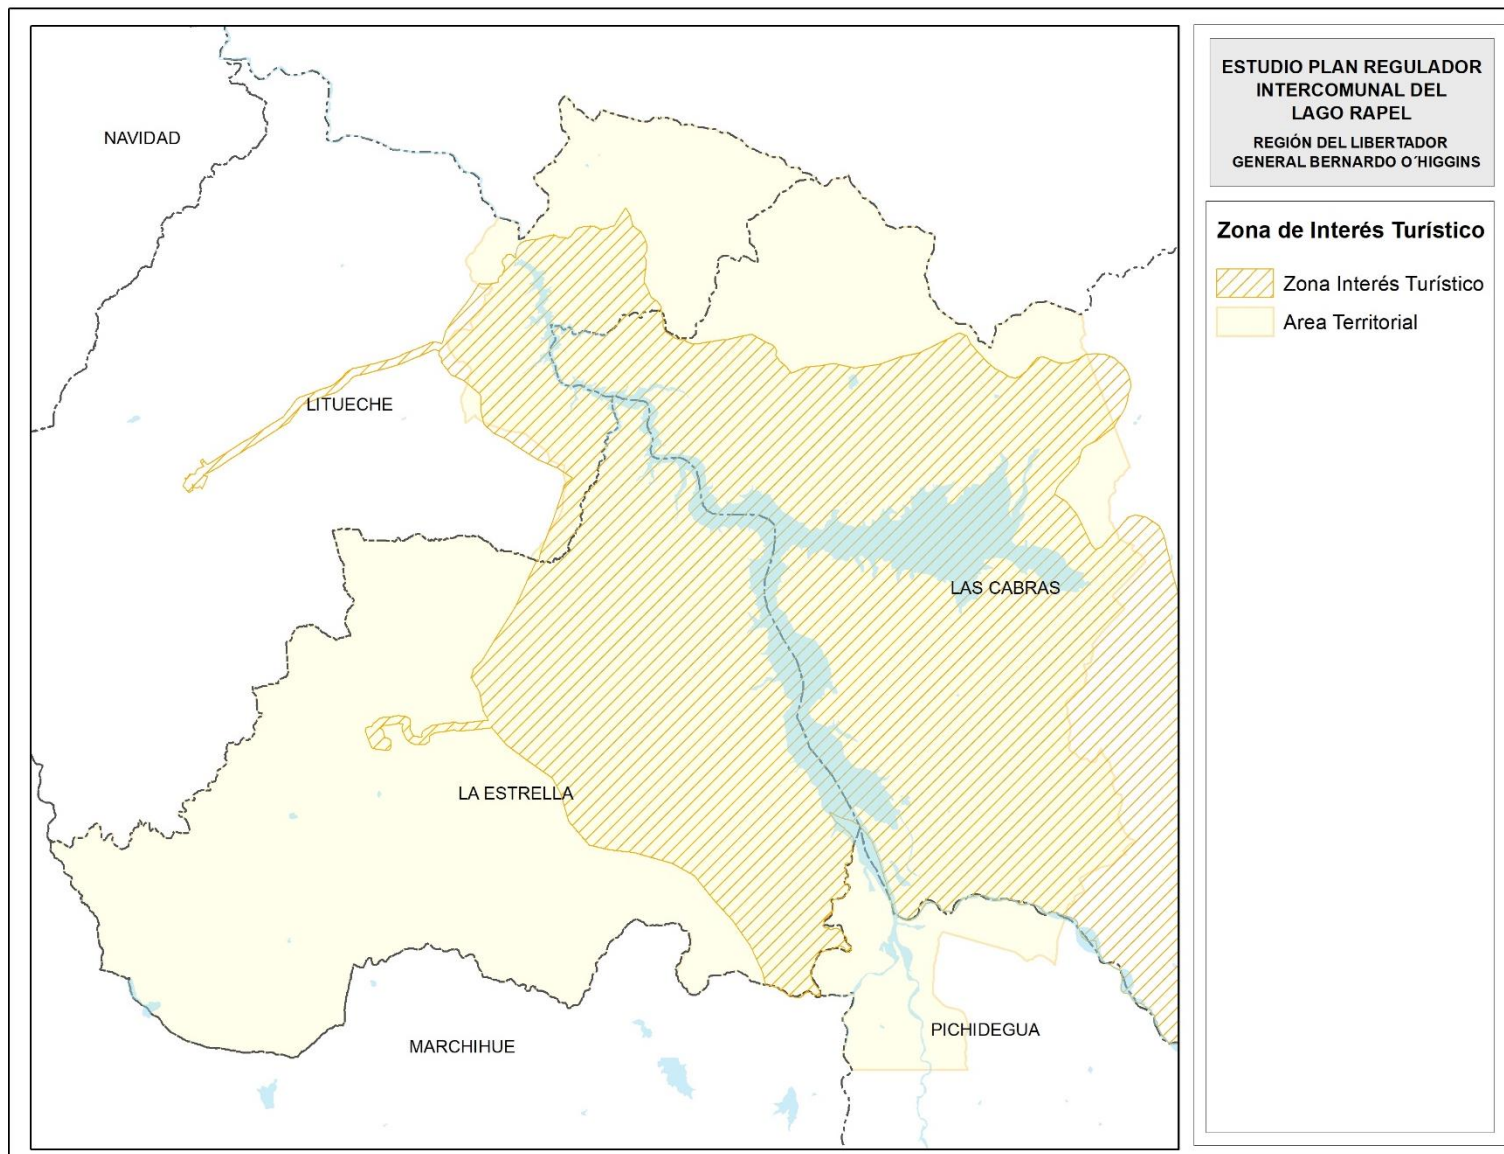 ESTUDIO PLAN REGULADOR
INTERCOMUNAL DEL
LAGO RAPEL
REGIÓN DEL LIBERTADOR
GENERAL BERNARDO O´HIGGINS
Zona de Interés Turístico
Zona Interés Turístico
Area Territorial
NAVIDAD
LITUECHE
LAS CABRAS
LA ESTRELLA
PICHIDEGUA
MARCHIHUE